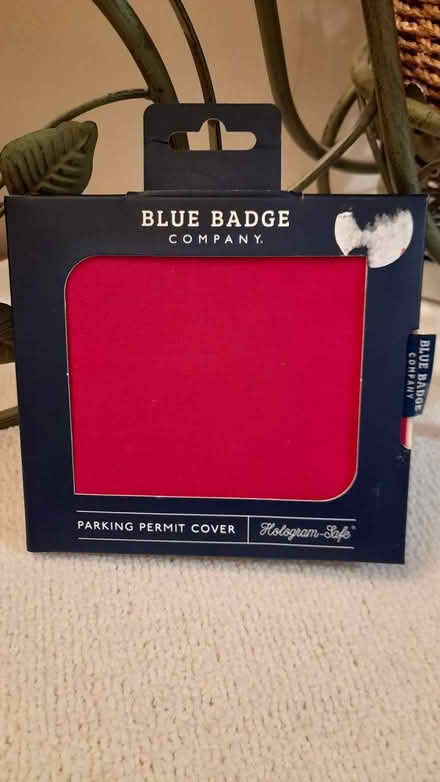 BLUE BADGE
COMPANY.
BLUE BADGE
COMPANY
PARKING PERMIT COVER
Hologram-Safe®